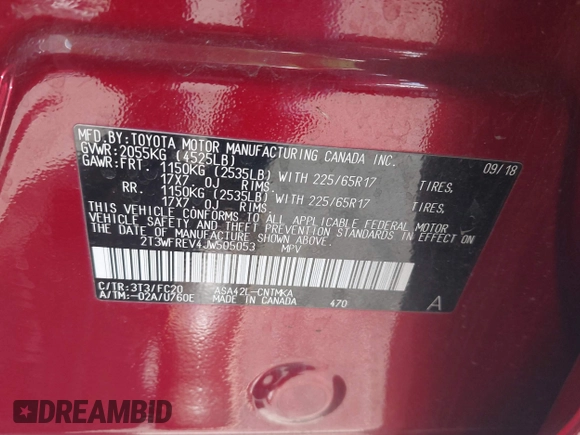 MFD.BY:TOYOTA MOTOR MANUFACTURING CANADA INC. 09/18
GVWR:2055KG (4525LB)
GAWR:FRT. 1150KG (2535LB) WITH 225/65R17 TIRES,
17X7 0J RIMS.
RR. 1150KG (2535LB) WITH 225/65R17 TIRES,
17X7 0J RIMS.
THIS VEHICLE CONFORMS TO ALL APPLICABLE FEDERAL MOTOR
VEHICLE SAFETY AND THEFT PREVENTION STANDARDS IN EFFECT ON
THE DATE OF MANUFACTURE SHOWN ABOVE.
2T3WFREV4JW505053 MPV
C/TR:3T3/FC20 ASA42L-CNTMKA
A/TM:-02A/U760E MADE IN CANADA 470 A
DREAMBID